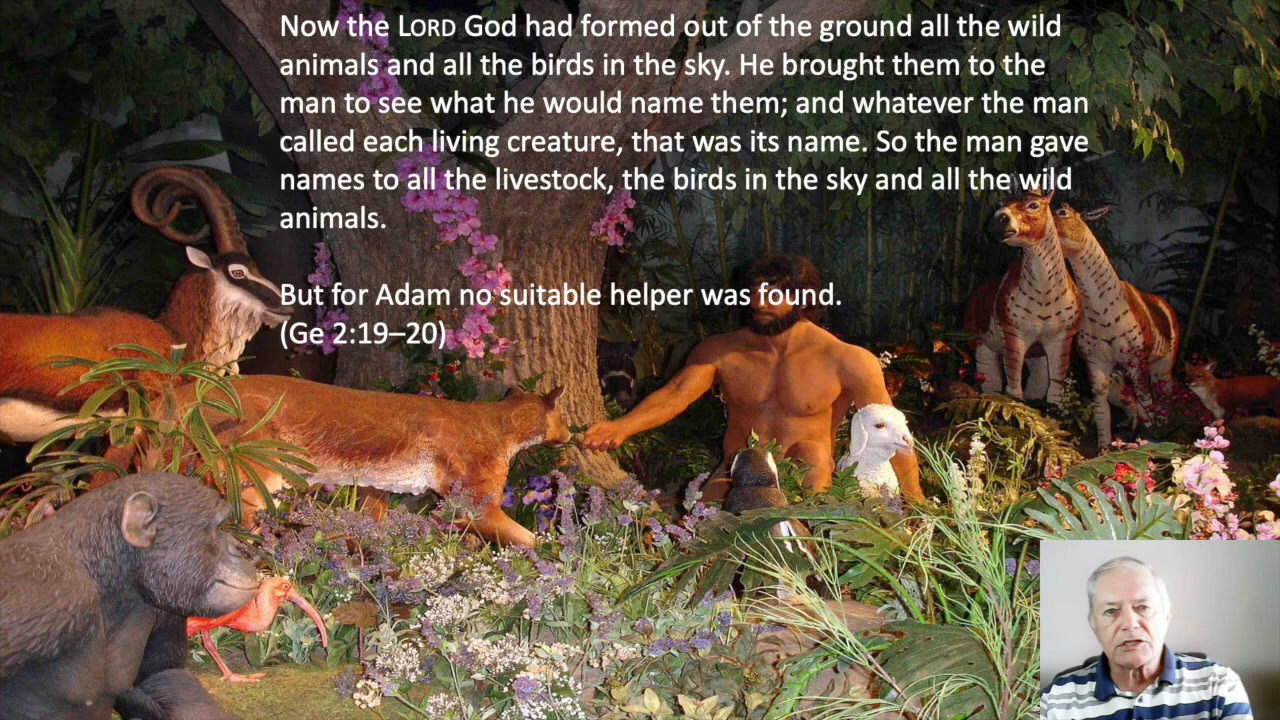 Now the LORD God had formed out of the ground all the wild
animals and all the birds in the sky. He brought them to the
man to see what he would name them; and whatever the man
called each living creature, that was its name. So the man gave
names to all the livestock, the birds in the sky and all the wild
animals.
But for Adam no suitable helper was found.
(Ge 2:19–20)